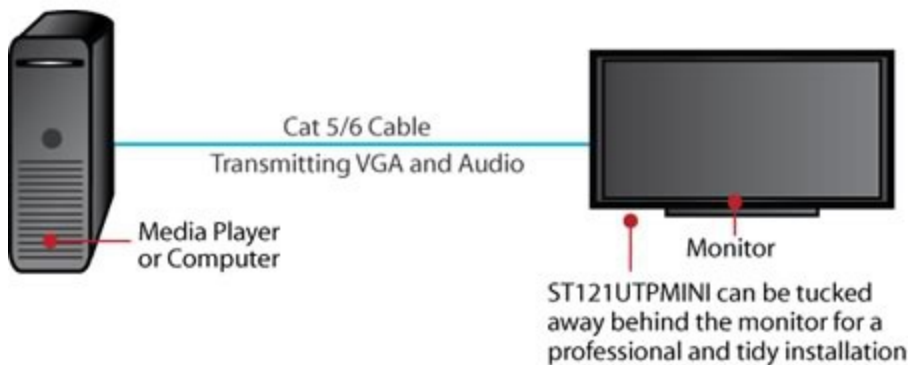 Cat 5/6 Cable
Transmitting VGA and Audio
Media Player
or Computer
Monitor
ST121UTPMINI can be tucked
away behind the monitor for a
professional and tidy installation